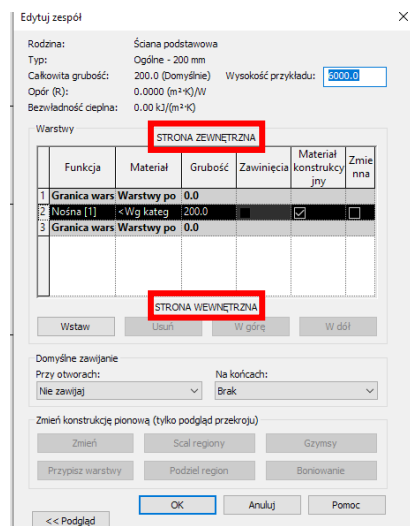 Edytuj zespół
Rodzina: Ściana podstawowa
Typ: Ogólne - 200 mm
Całkowita grubość: 200.0 (Domyślnie) Wysokość przykładu: 6000.0
Opór (R): 0.0000 (m²·K)/W
Bezwładność cieplna: 0.00 kJ/(m²·K)
Warstwy
STRONA ZEWNĘTRZNA
Funkcja Materiał Grubość Zawinięcia Materiał konstrukcyjny Zmienna
1 Granica wars Warstwy po 0.0
2 Nośna [1] <Wg kateg 200.0
3 Granica wars Warstwy po 0.0
STRONA WEWNĘTRZNA
Wstaw Usuń W górę W dół
Domyślne zawijanie
Przy otworach: Na końcach:
Nie zawijaj Brak
Zmień konstrukcję pionową (tylko podgląd przekroju)
Zmień Scal regiony Gzymsy
Przypisz warstwy Podziel region Boniowanie
OK Anuluj Pomoc
<< Podgląd